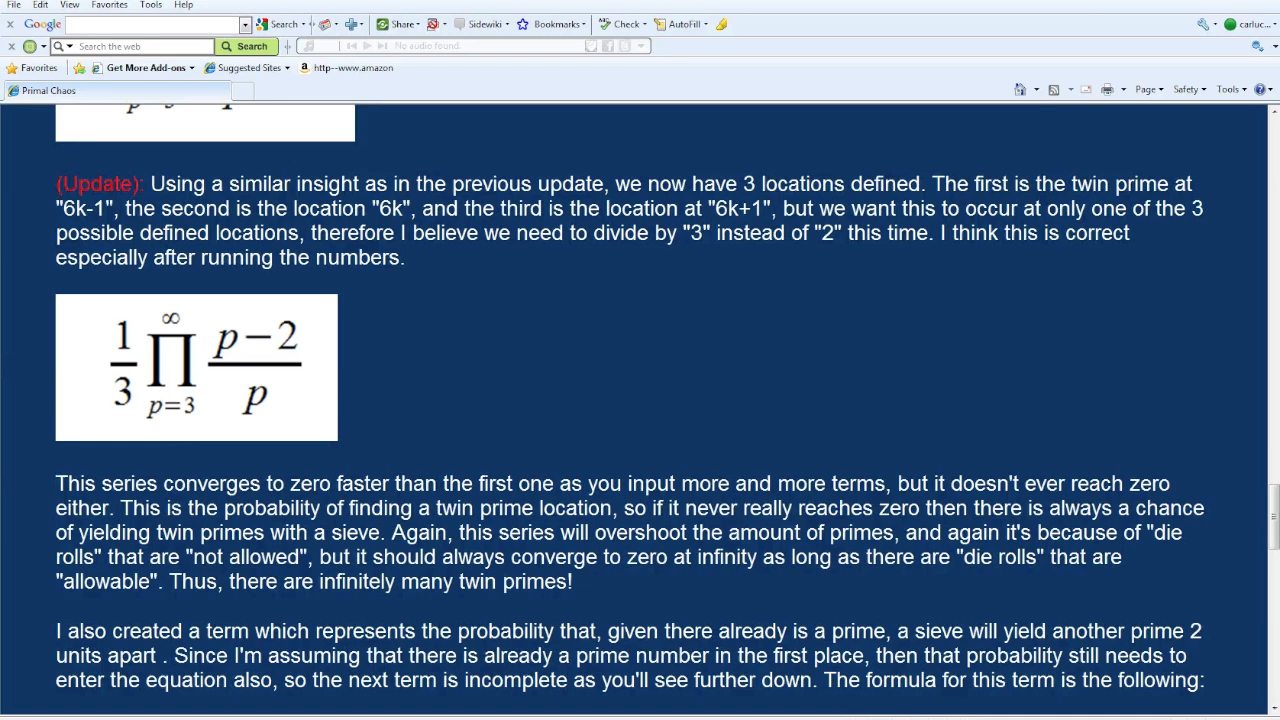 File Edit View Favorites Tools Help
Google Search Share Sidewiki Bookmarks Check AutoFill carluc...
Search the web Search No audio found.
Favorites Get More Add-ons Suggested Sites http--www.amazon
Primal Chaos Page Safety Tools
(Update): Using a similar insight as in the previous update, we now have 3 locations defined. The first is the twin prime at
"6k-1", the second is the location "6k", and the third is the location at "6k+1", but we want this to occur at only one of the 3
possible defined locations, therefore I believe we need to divide by "3" instead of "2" this time. I think this is correct
especially after running the numbers.
1/3 ∞∏p=3 p−2/p
This series converges to zero faster than the first one as you input more and more terms, but it doesn't ever reach zero
either. This is the probability of finding a twin prime location, so if it never really reaches zero then there is always a chance
of yielding twin primes with a sieve. Again, this series will overshoot the amount of primes, and again it's because of "die
rolls" that are "not allowed", but it should always converge to zero at infinity as long as there are "die rolls" that are
"allowable". Thus, there are infinitely many twin primes!
I also created a term which represents the probability that, given there already is a prime, a sieve will yield another prime 2
units apart . Since I'm assuming that there is already a prime number in the first place, then that probability still needs to
enter the equation also, so the next term is incomplete as you'll see further down. The formula for this term is the following: